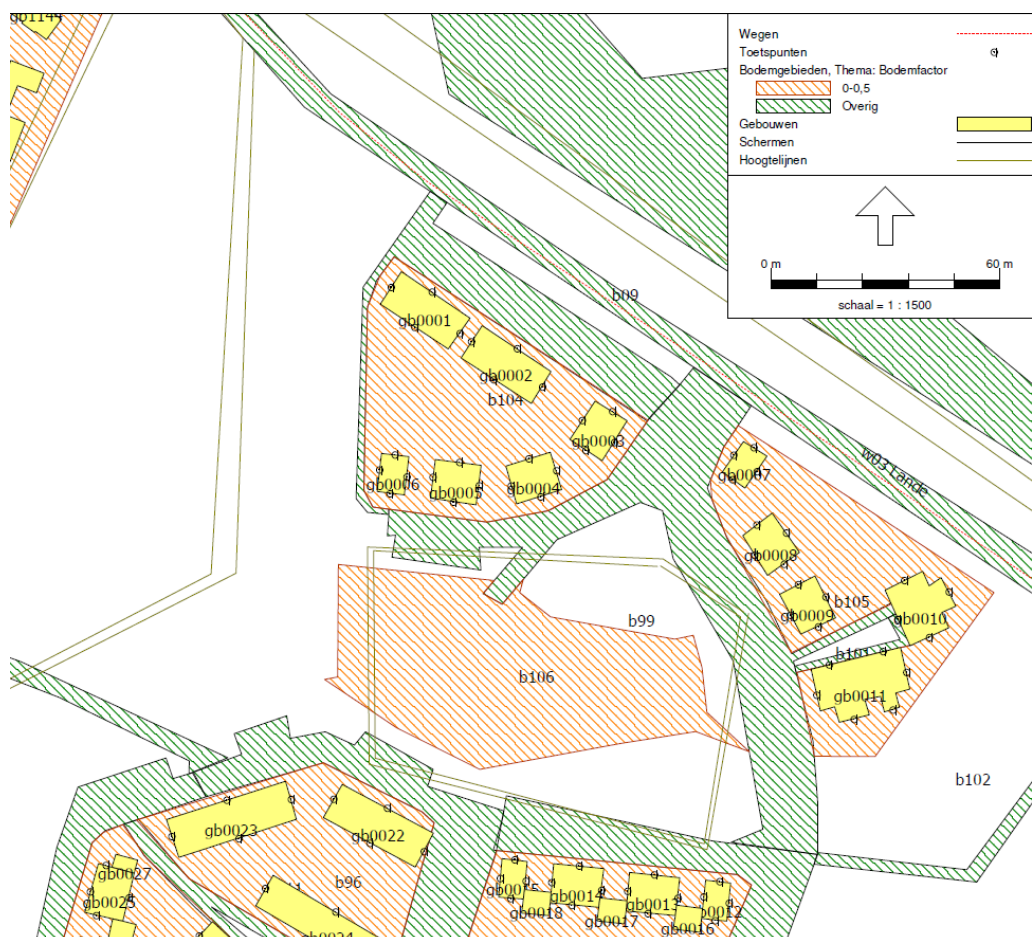 Wegen
Toetspunten
Bodemgebieden, Thema: Bodemfactor
0-0,5
Overig
Gebouwen
Schermen
Hoogtelijnen
0 m 60 m
schaal = 1 : 1500
gb1144
b09
gb0001
gb0002
b104
gb0003
gb0006
gb0005
gb0004
gb0007
w03 Lande
gb0008
gb0009
b105
gb0010
b99
b101
b106
gb0011
b102
gb0023
gb0022
gb0027
b96
gb0025
gb0015
gb0014
gb0013
gb0012
gb0018
gb0017
gb0016
gb0024